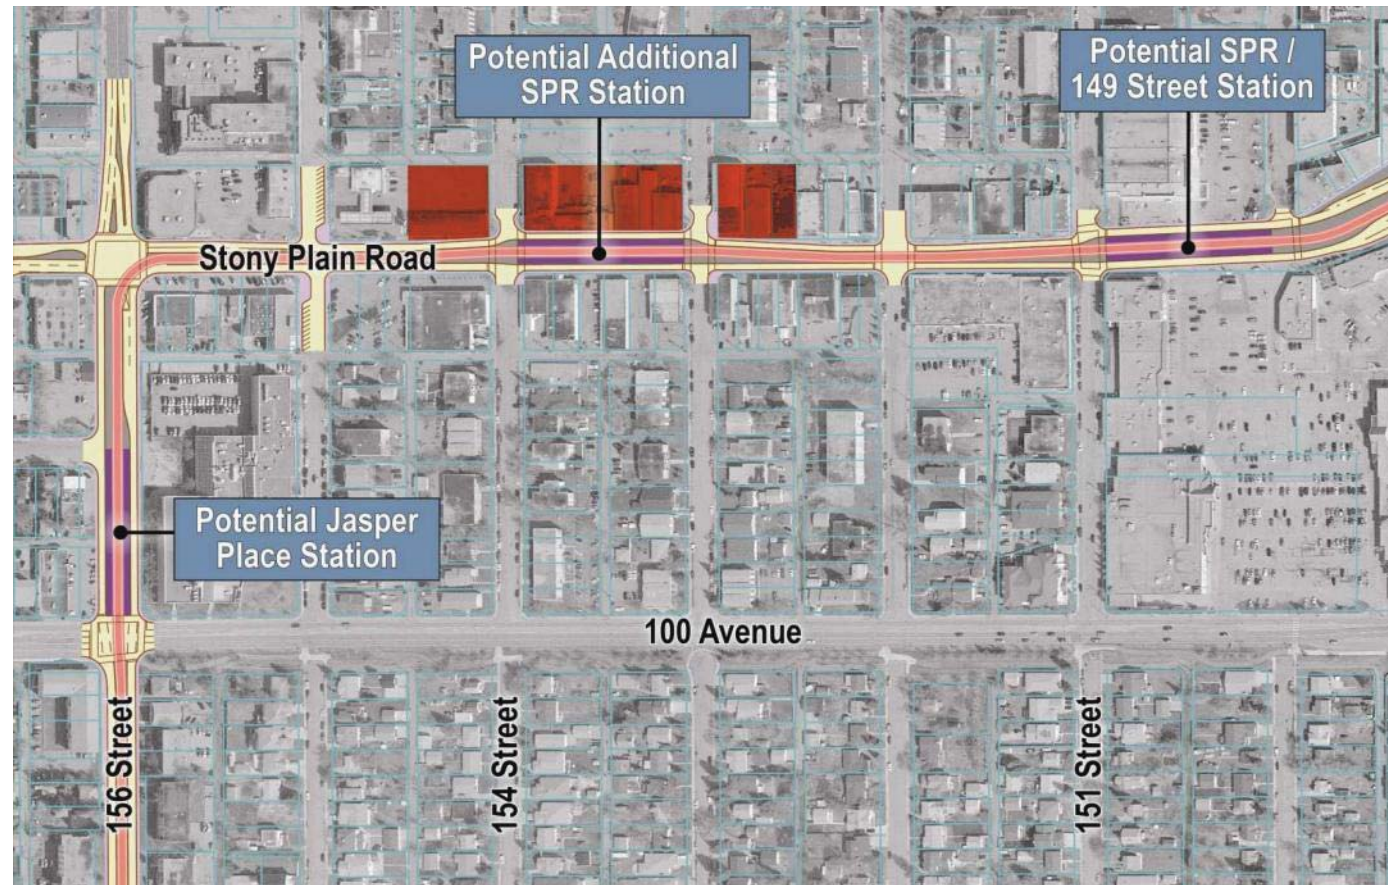 Potential Additional
SPR Station
Potential SPR /
149 Street Station
Stony Plain Road
Potential Jasper
Place Station
100 Avenue
156 Street
154 Street
151 Street